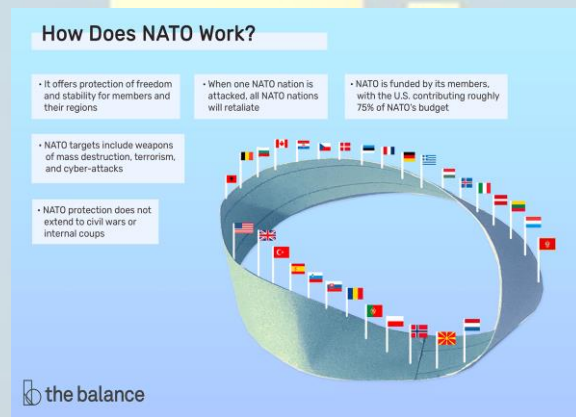 How Does NATO Work?
• It offers protection of freedom
and stability for members and
their regions
• When one NATO nation is
attacked, all NATO nations
will retaliate
• NATO is funded by its members,
with the U.S. contributing roughly
75% of NATO's budget
• NATO targets include weapons
of mass destruction, terrorism,
and cyber-attacks
• NATO protection does not
extend to civil wars or
internal coups
the balance